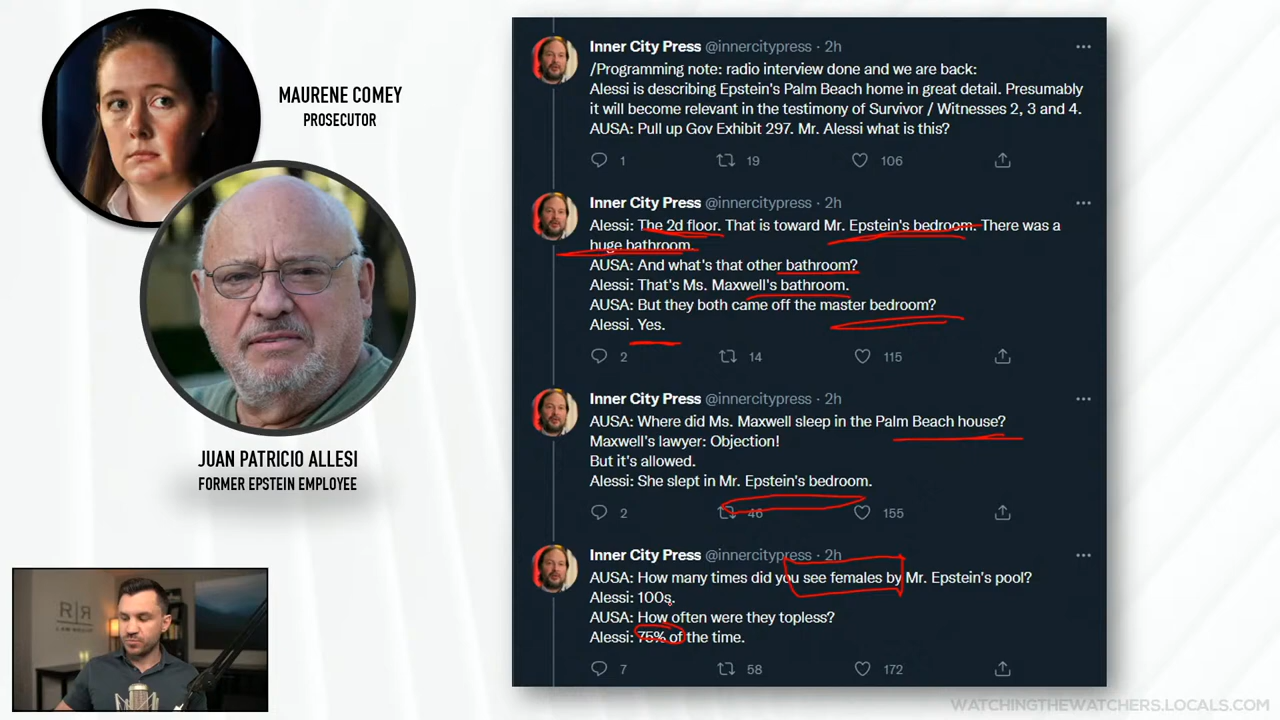 MAURENE COMEY
PROSECUTOR
JUAN PATRICIO ALLESI
FORMER EPSTEIN EMPLOYEE
Inner City Press @innercitypress · 2h
/Programming note: radio interview done and we are back:
Alessi is describing Epstein's Palm Beach home in great detail. Presumably
it will become relevant in the testimony of Survivor / Witnesses 2, 3 and 4.
AUSA: Pull up Gov Exhibit 297. Mr. Alessi what is this?
1 19 106
Inner City Press @innercitypress · 2h
Alessi: The 2d floor. That is toward Mr. Epstein's bedroom. There was a
huge bathroom.
AUSA: And what's that other bathroom?
Alessi: That's Ms. Maxwell's bathroom.
AUSA: But they both came off the master bedroom?
Alessi. Yes.
2 14 115
Inner City Press @innercitypress · 2h
AUSA: Where did Ms. Maxwell sleep in the Palm Beach house?
Maxwell's lawyer: Objection!
But it's allowed.
Alessi: She slept in Mr. Epstein's bedroom.
2 46 155
Inner City Press @innercitypress · 2h
AUSA: How many times did you see females by Mr. Epstein's pool?
Alessi: 100s.
AUSA: How often were they topless?
Alessi: 75% of the time.
7 58 172
R|R
WATCHINGTHEWATCHERS.LOCALS.COM